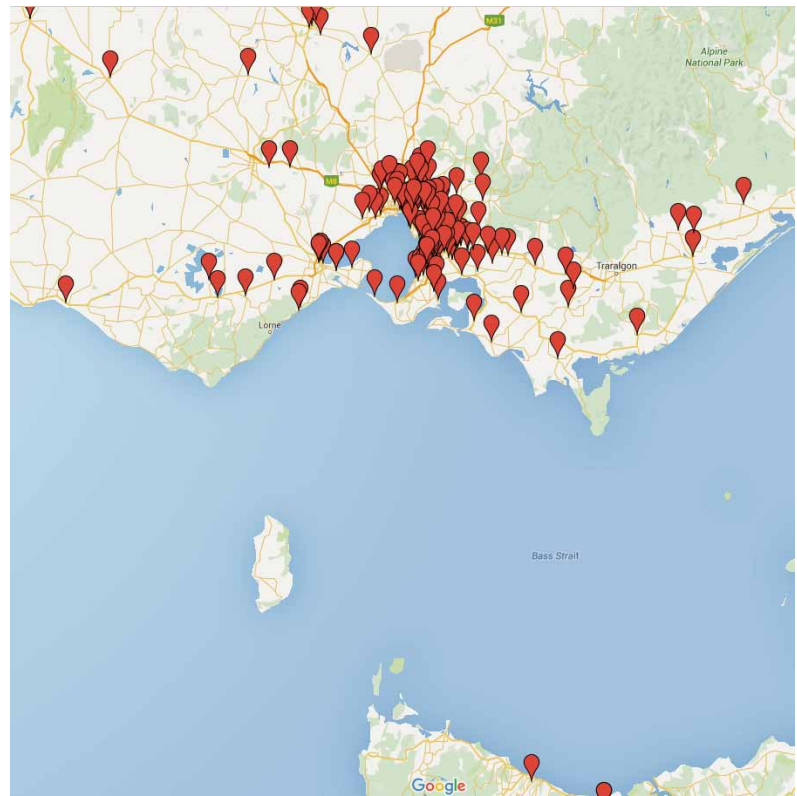 M31
Alpine
National Park
M8
Traralgon
Lorne
Bass Strait
Google